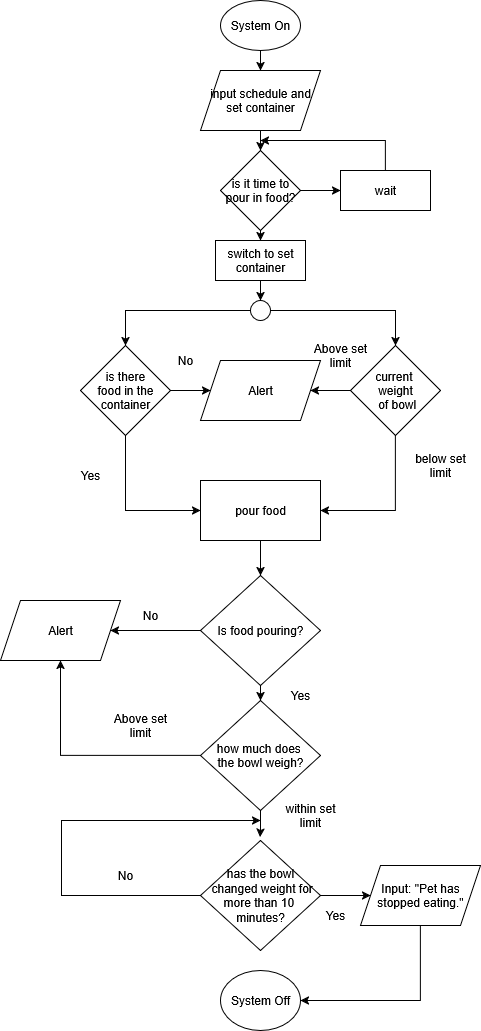 System On
input schedule and
set container
is it time to
pour in food?
wait
switch to set
container
No
Above set
limit
is there
food in the
container
Alert
current
weight
of bowl
Yes
below set
limit
pour food
Alert
No
Is food pouring?
Yes
Above set
limit
how much does
the bowl weigh?
within set
limit
No
has the bowl
changed weight for
more than 10
minutes?
Yes
Input: "Pet has
stopped eating."
System Off